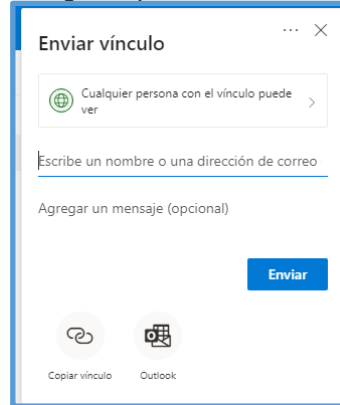 Enviar vínculo
Cualquier persona con el vínculo puede
ver
Escribe un nombre o una dirección de correo
Agregar un mensaje (opcional)
Enviar
Copiar vínculo
Outlook